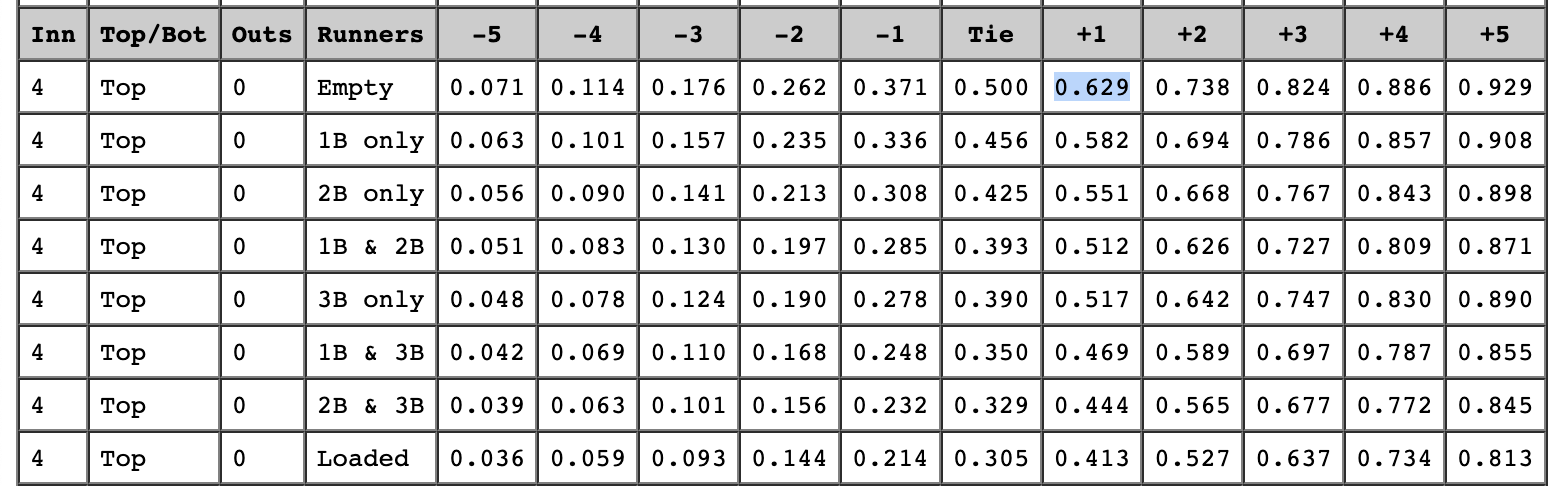 Inn Top/Bot Outs Runners -5 -4 -3 -2 -1 Tie +1 +2 +3 +4 +5
4 Top 0 Empty 0.071 0.114 0.176 0.262 0.371 0.500 0.629 0.738 0.824 0.886 0.929
4 Top 0 1B only 0.063 0.101 0.157 0.235 0.336 0.456 0.582 0.694 0.786 0.857 0.908
4 Top 0 2B only 0.056 0.090 0.141 0.213 0.308 0.425 0.551 0.668 0.767 0.843 0.898
4 Top 0 1B & 2B 0.051 0.083 0.130 0.197 0.285 0.393 0.512 0.626 0.727 0.809 0.871
4 Top 0 3B only 0.048 0.078 0.124 0.190 0.278 0.390 0.517 0.642 0.747 0.830 0.890
4 Top 0 1B & 3B 0.042 0.069 0.110 0.168 0.248 0.350 0.469 0.589 0.697 0.787 0.855
4 Top 0 2B & 3B 0.039 0.063 0.101 0.156 0.232 0.329 0.444 0.565 0.677 0.772 0.845
4 Top 0 Loaded 0.036 0.059 0.093 0.144 0.214 0.305 0.413 0.527 0.637 0.734 0.813